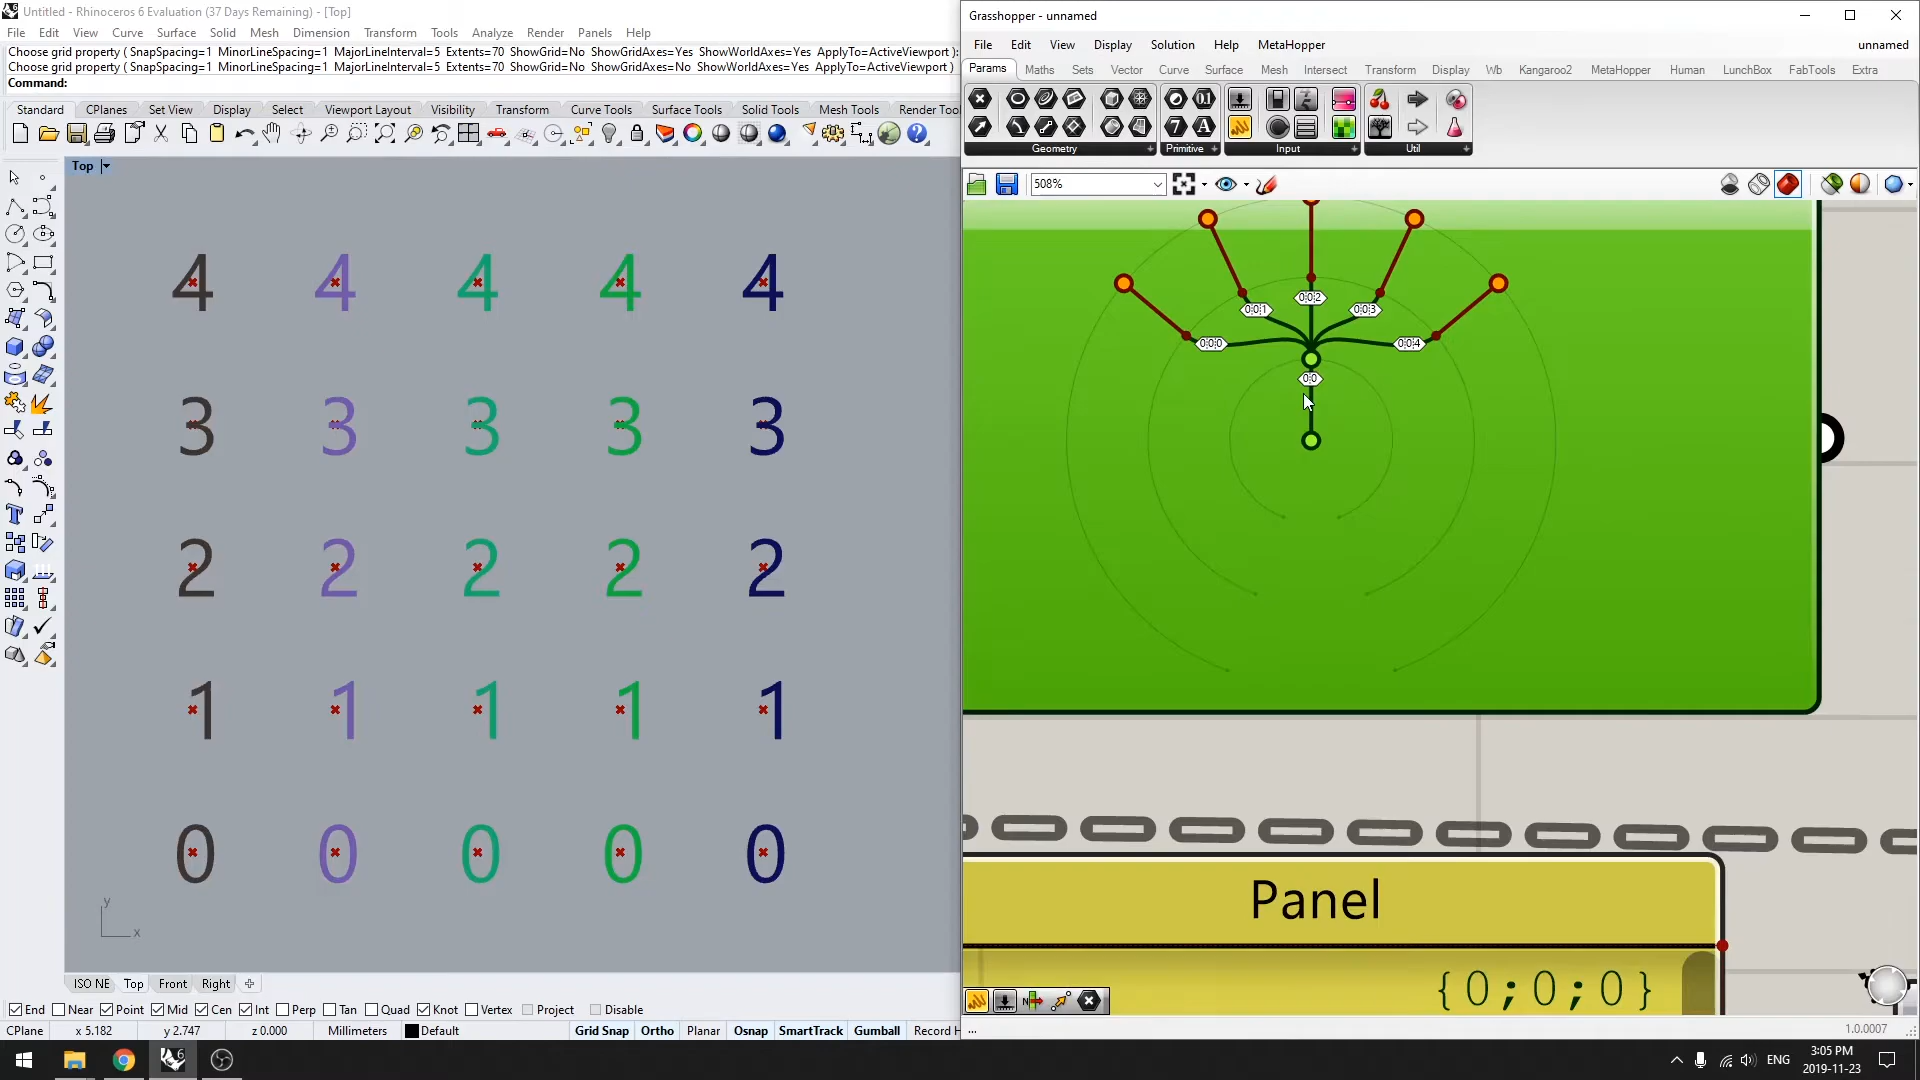 Untitled - Rhinoceros 6 Evaluation (37 Days Remaining) - [Top]
File Edit View Curve Surface Solid Mesh Dimension Transform Tools Analyze Render Panels Help
Choose grid property ( SnapSpacing=1 MinorLineSpacing=1 MajorLineInterval=5 Extents=70 ShowGrid=No ShowGridAxes=Yes ShowWorldAxes=Yes ApplyTo=ActiveViewport ):
Choose grid property ( SnapSpacing=1 MinorLineSpacing=1 MajorLineInterval=5 Extents=70 ShowGrid=No ShowGridAxes=No ShowWorldAxes=Yes ApplyTo=ActiveViewport )
Command:
Standard CPlanes Set View Display Select Viewport Layout Visibility Transform Curve Tools Surface Tools Solid Tools Mesh Tools Render Too
Top
4 4 4 4 4
3 3 3 3 3
2 2 2 2 2
1 1 1 1 1
0 0 0 0 0
y
x
ISO NE Top Front Right
End Near Point Mid Cen Int Perp Tan Quad Knot Vertex Project Disable
CPlane x 5.182 y 2.747 z 0.000 Millimeters Default Grid Snap Ortho Planar Osnap SmartTrack Gumball Record H
Grasshopper - unnamed
File Edit View Display Solution Help MetaHopper unnamed
Params Maths Sets Vector Curve Surface Mesh Intersect Transform Display Wb Kangaroo2 MetaHopper Human LunchBox FabTools Extra
Geometry Primitive Input Util
508%
0;0;2
0;0;1 0;0;3
0;0;0 0;0;4
0;0
Panel
{0;0;0}
...
1.0.0007
ENG
3:05 PM
2019-11-23